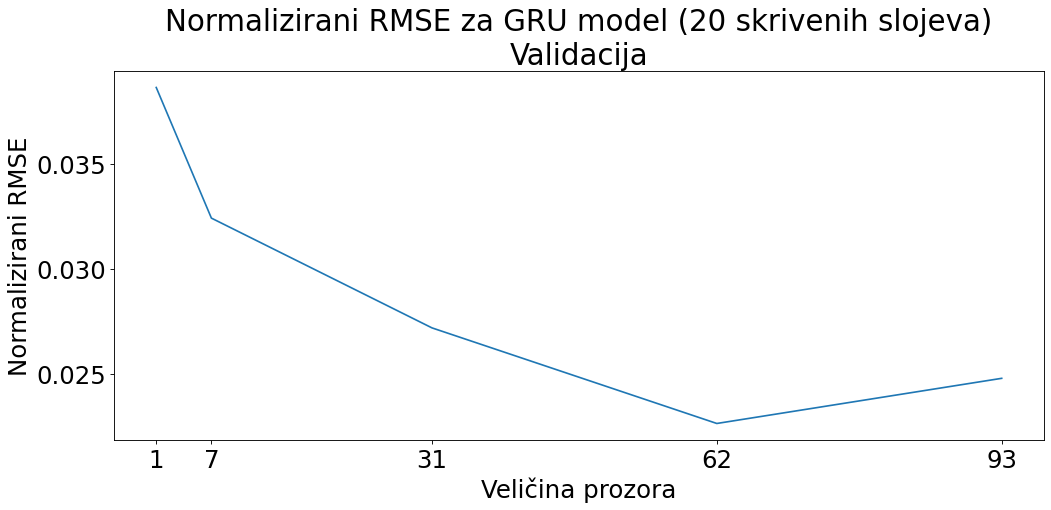 Normalizirani RMSE za GRU model (20 skrivenih slojeva)
Validacija
Normalizirani RMSE
0.035
0.030
0.025
1 7 31 62 93
Veličina prozora